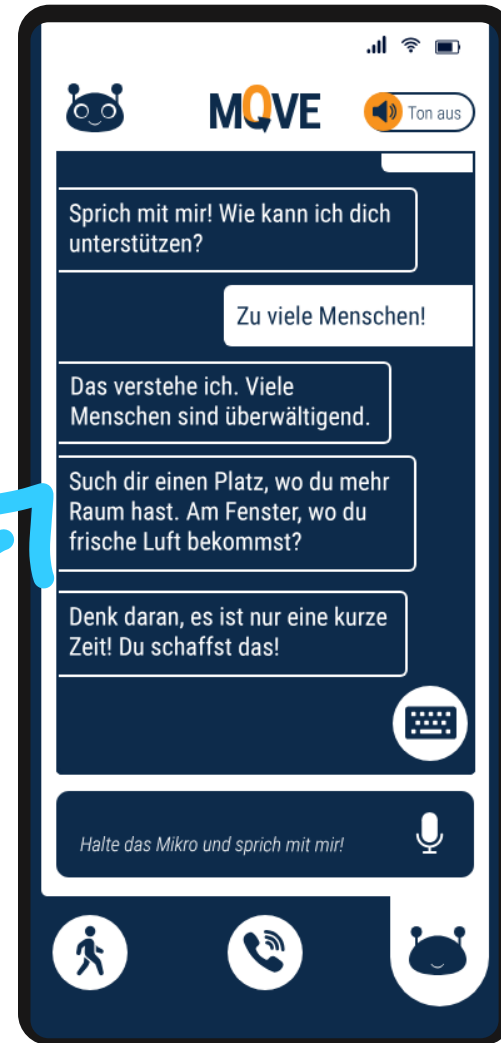 MOVE
Ton aus
Sprich mit mir! Wie kann ich dich
unterstützen?
Zu viele Menschen!
Das verstehe ich. Viele
Menschen sind überwältigend.
Such dir einen Platz, wo du mehr
Raum hast. Am Fenster, wo du
frische Luft bekommst?
Denk daran, es ist nur eine kurze
Zeit! Du schaffst das!
Halte das Mikro und sprich mit mir!